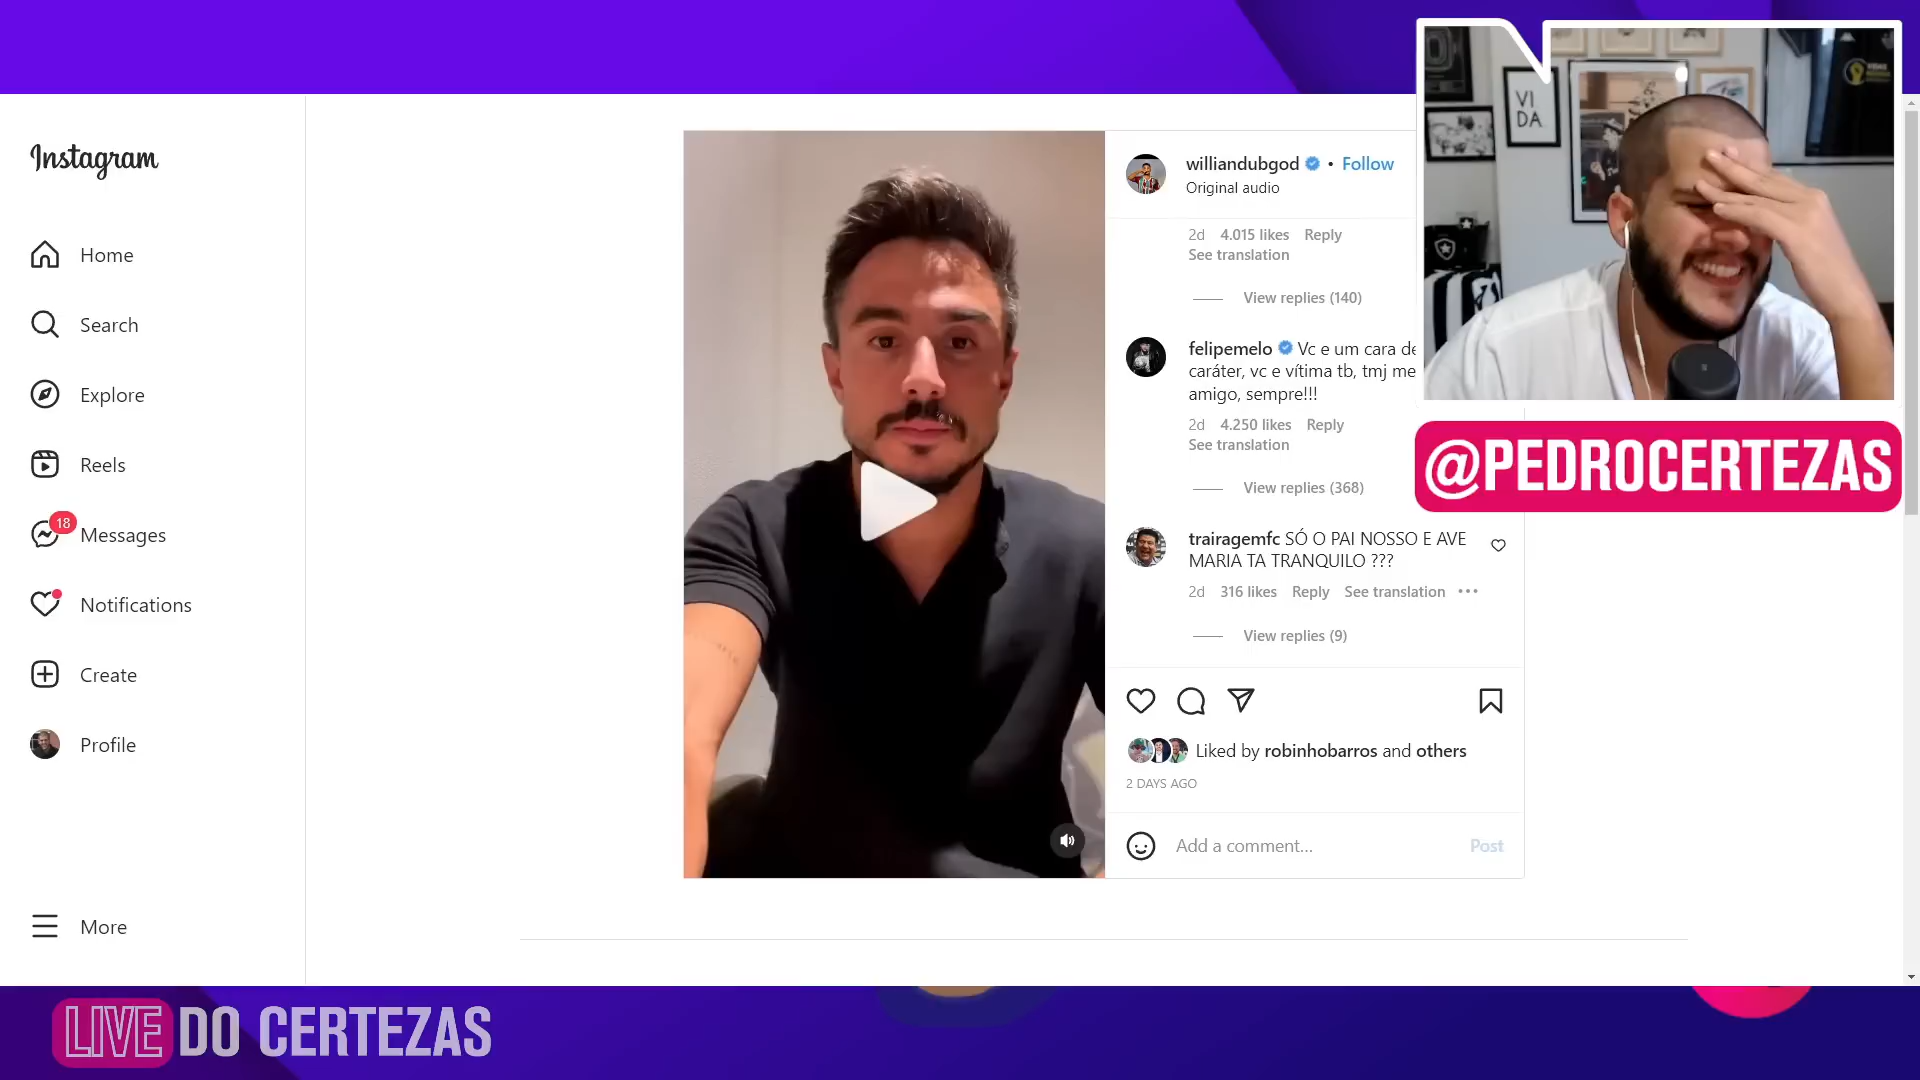 Instagram
Home
Search
Explore
Reels
18
Messages
Notifications
Create
Profile
More
williandubgod • Follow
Original audio
2d 4.015 likes Reply
See translation
View replies (140)
felipemelo Vc e um cara de
caráter, vc e vítima tb, tmj me
amigo, sempre!!!
2d 4.250 likes Reply
See translation
View replies (368)
trairagemfc SÓ O PAI NOSSO E AVE
MARIA TA TRANQUILO ???
2d 316 likes Reply See translation •••
View replies (9)
Liked by robinhobarros and others
2 DAYS AGO
Add a comment...
Post
VI
DA
@PEDROCERTEZAS
LIVE DO CERTEZAS